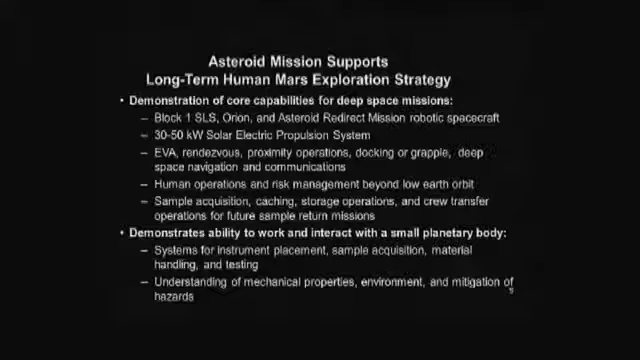 Asteroid Mission Supports
Long-Term Human Mars Exploration Strategy
• Demonstration of core capabilities for deep space missions:
– Block 1 SLS, Orion, and Asteroid Redirect Mission robotic spacecraft
– 30-50 kW Solar Electric Propulsion System
– EVA, rendezvous, proximity operations, docking or grapple, deep
space navigation and communications
– Human operations and risk management beyond low earth orbit
– Sample acquisition, caching, storage operations, and crew transfer
operations for future sample return missions
• Demonstrates ability to work and interact with a small planetary body:
– Systems for instrument placement, sample acquisition, material
handling, and testing
– Understanding of mechanical properties, environment, and mitigation of
hazards